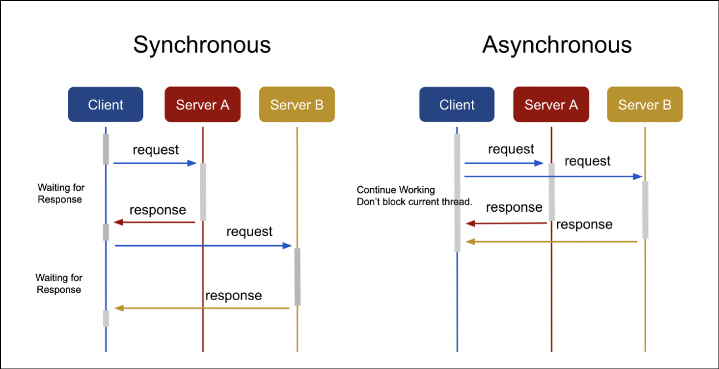 Synchronous
Asynchronous
Client
Server A
Server B
request
Waiting for
Response
response
request
Waiting for
Response
response
Client
Server A
Server B
request
request
Continue Working
Don't block current thread.
response
response